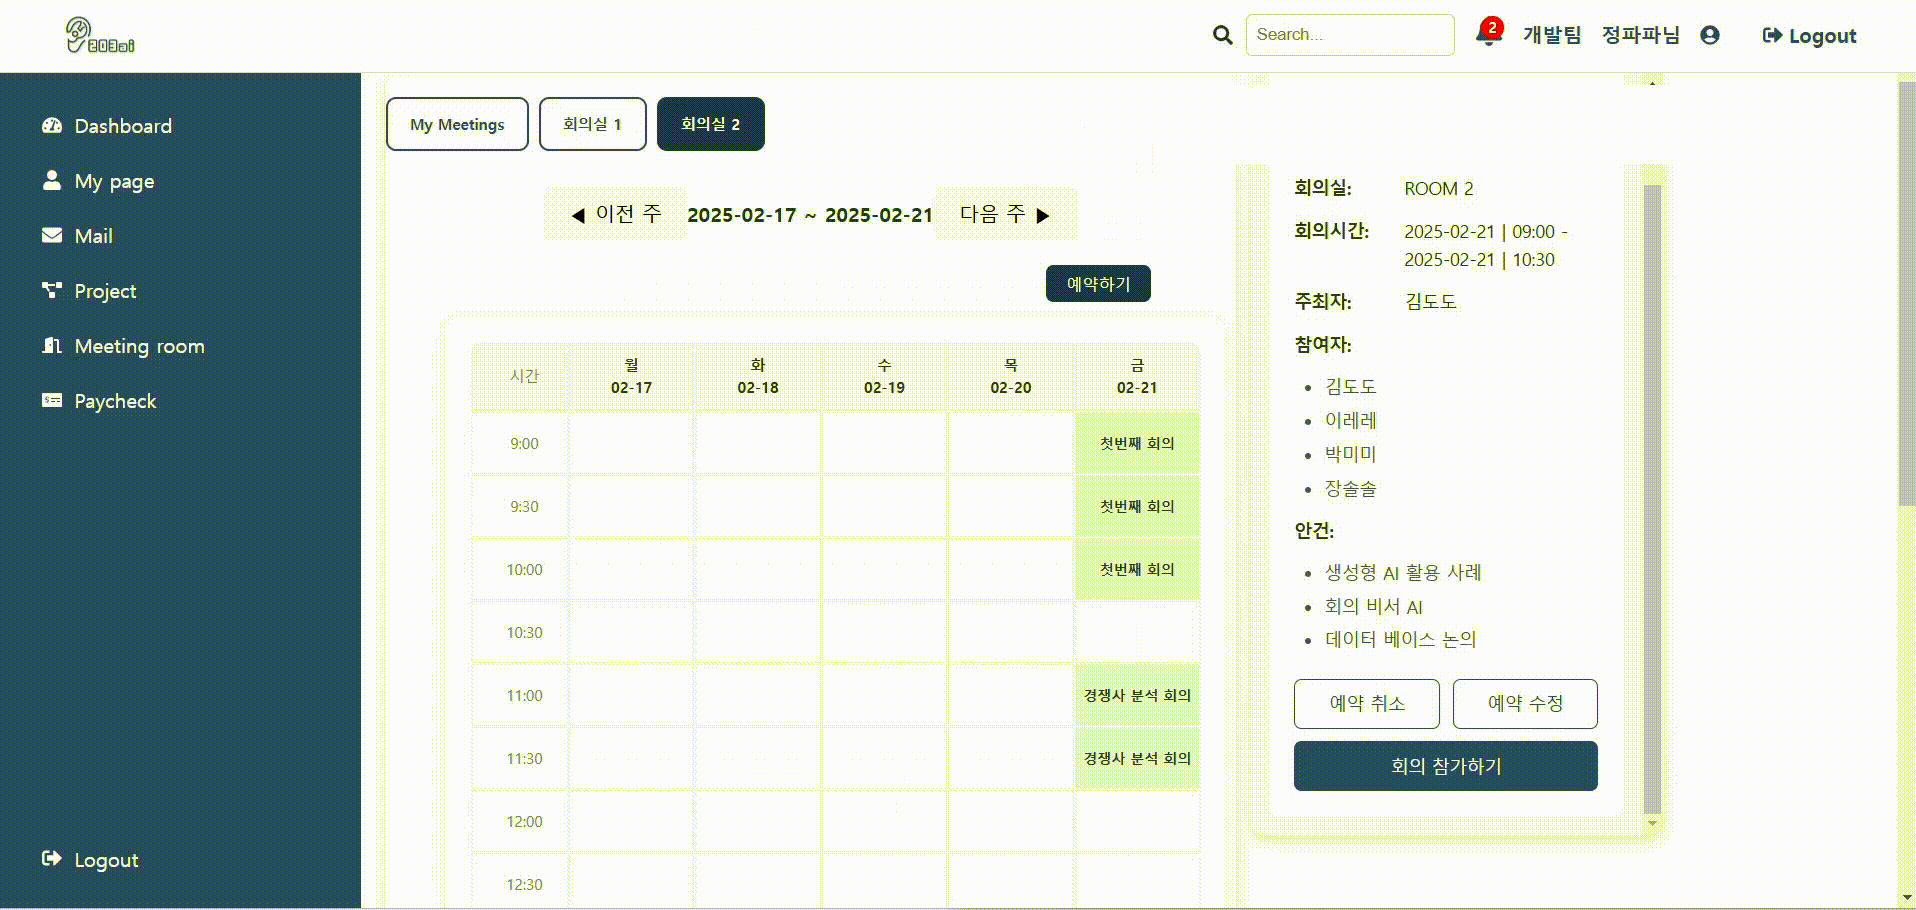 Search...
2
개발팀
정파파님
Logout
Dashboard
My page
Mail
Project
Meeting room
Paycheck
Logout
My Meetings
회의실 1
회의실 2
◀ 이전 주
2025-02-17 ~ 2025-02-21
다음 주 ▶
예약하기
시간
월
02-17
화
02-18
수
02-19
목
02-20
금
02-21
9:00
첫번째 회의
9:30
첫번째 회의
10:00
첫번째 회의
10:30
11:00
경쟁사 분석 회의
11:30
경쟁사 분석 회의
12:00
12:30
회의실:
ROOM 2
회의시간:
2025-02-21 | 09:00 -
2025-02-21 | 10:30
주최자:
김도도
참여자:
• 김도도
• 이레레
• 박미미
• 장솔솔
안건:
• 생성형 AI 활용 사례
• 회의 비서 AI
• 데이터 베이스 논의
예약 취소
예약 수정
회의 참가하기